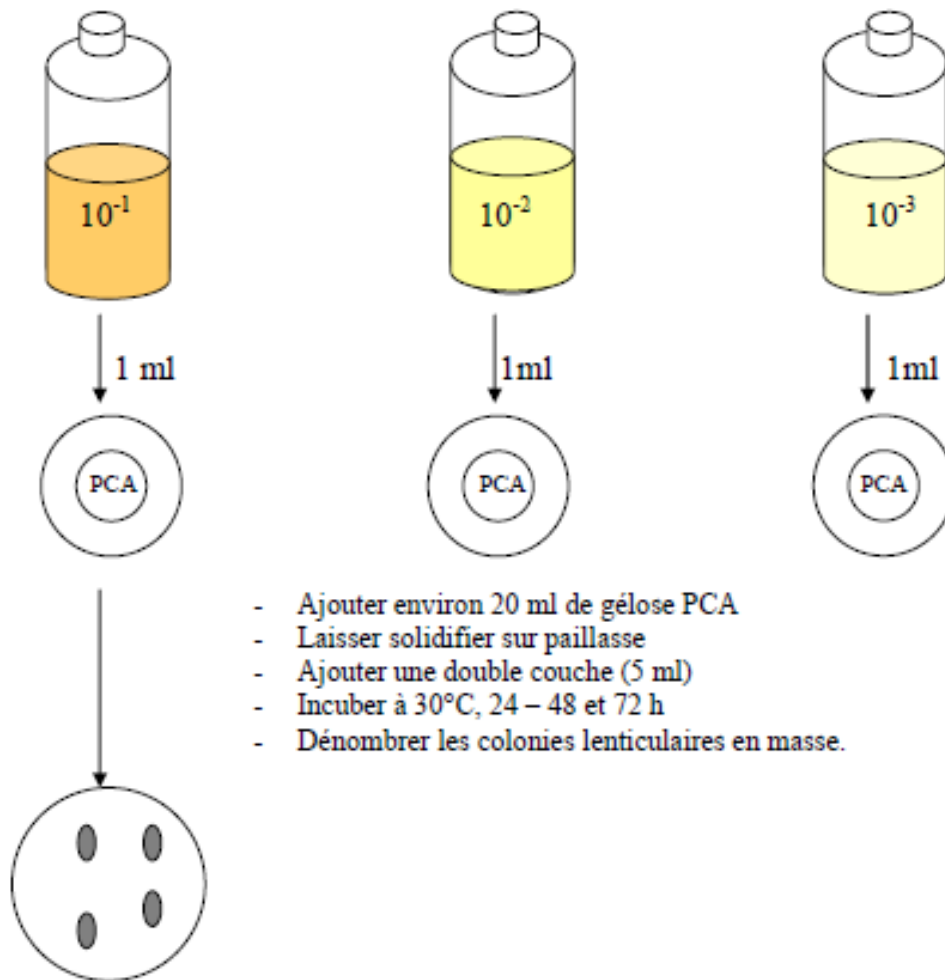 10⁻¹ 10⁻² 10⁻³
1 ml 1ml 1ml
PCA PCA PCA
- Ajouter environ 20 ml de gélose PCA
- Laisser solidifier sur paillasse
- Ajouter une double couche (5 ml)
- Incuber à 30°C, 24 – 48 et 72 h
- Dénombrer les colonies lenticulaires en masse.